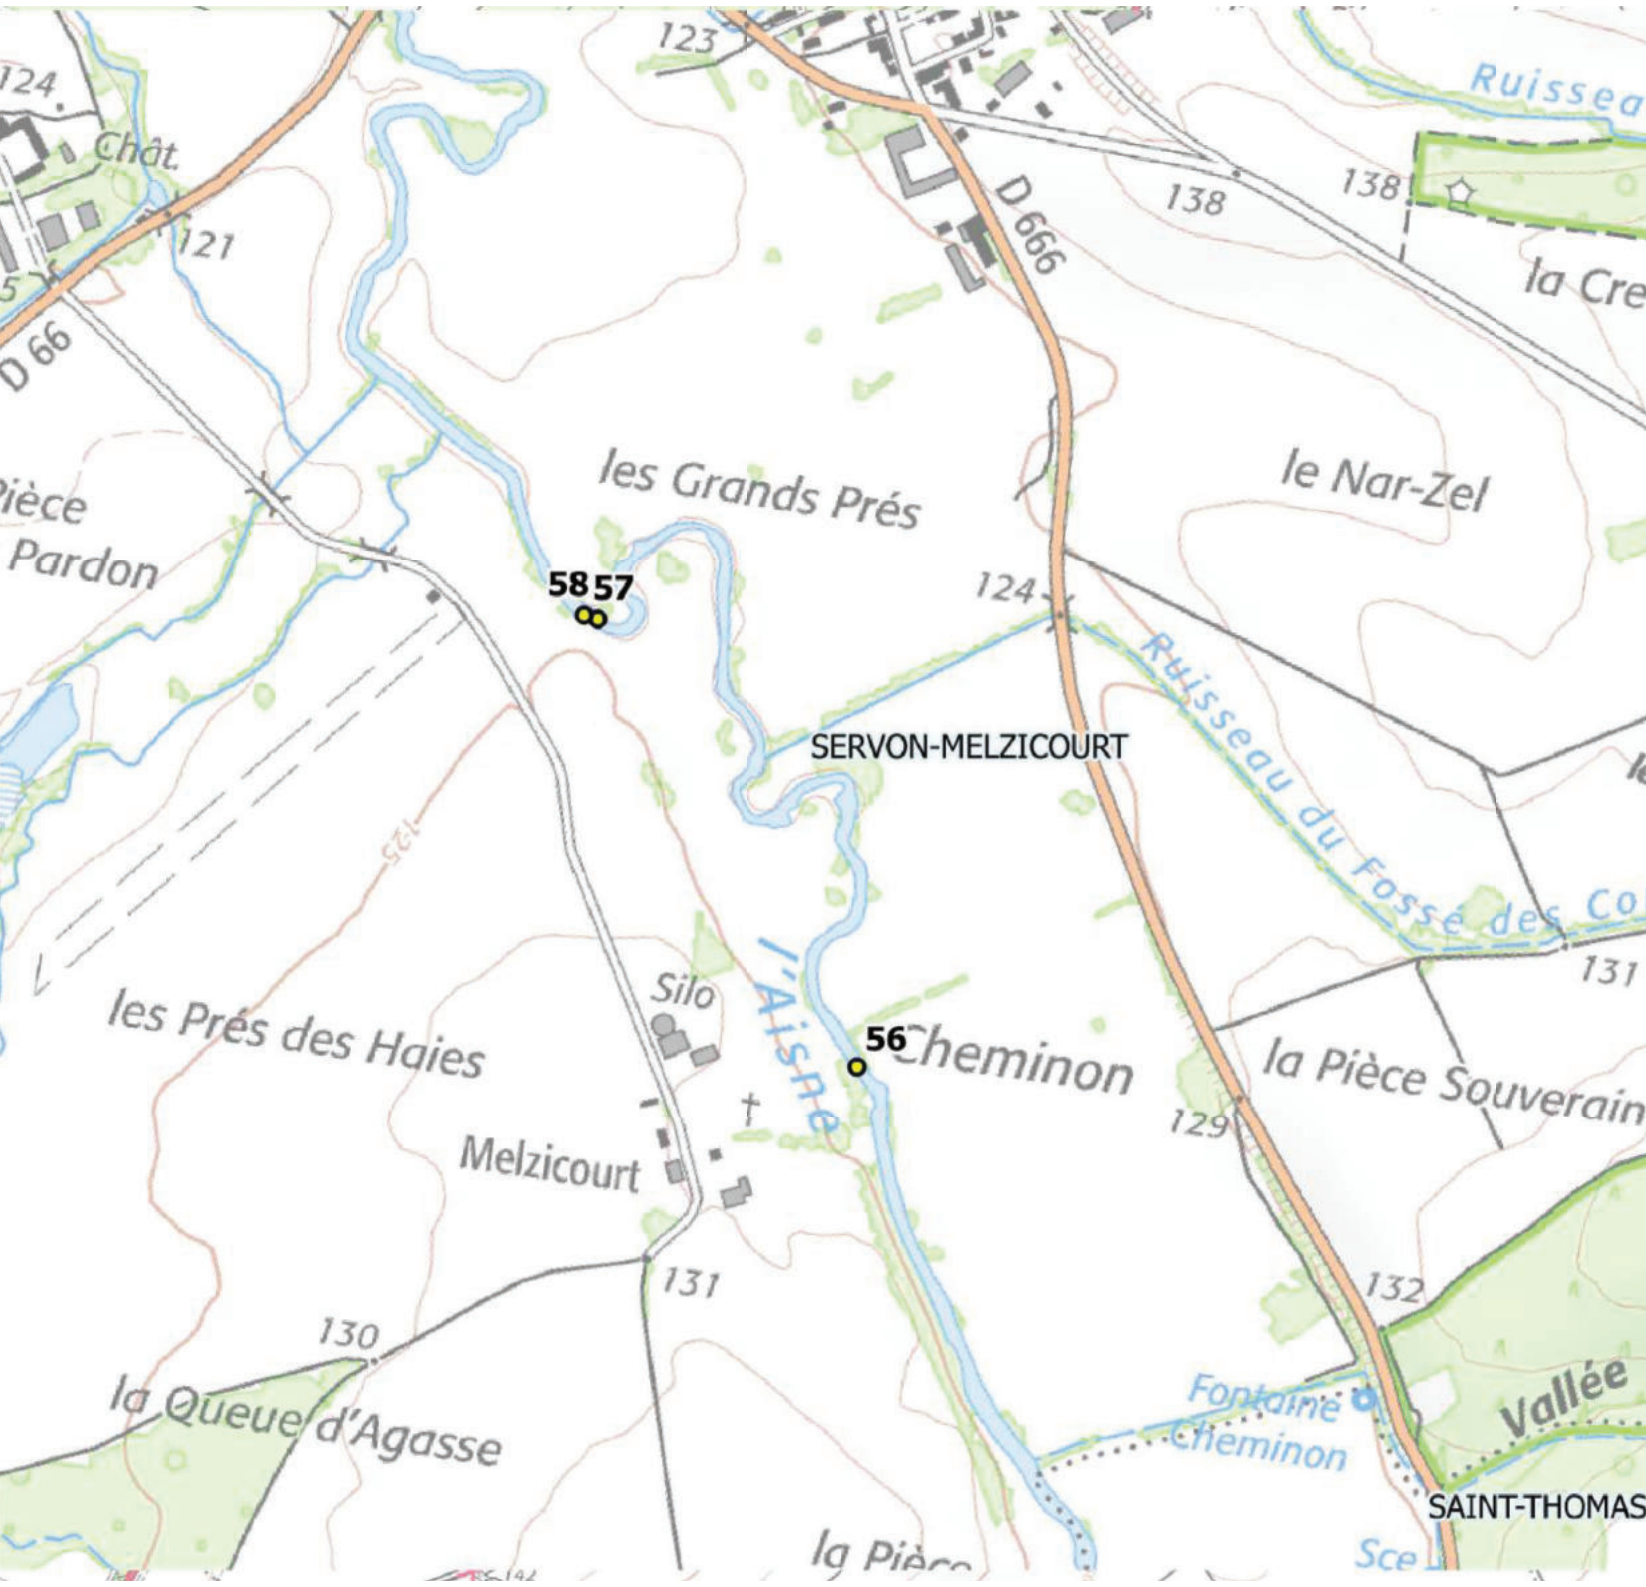 123
124
Ruissea
Chât.
138
138
D 666
121
la Cre
5
D 66
les Grands Prés
le Nar-Zel
Pièce
Pardon
58 57
124
Ruisseau du Fossé des Co
SERVON-MELZICOURT
125
131
Silo
l'Aisne
les Prés des Haies
56
Cheminon
la Pièce Souverain
129
Melzicourt
131
132
130
Fontaine
Cheminon
Vallée
la Queue d'Agasse
SAINT-THOMAS
la Pièce
Sce